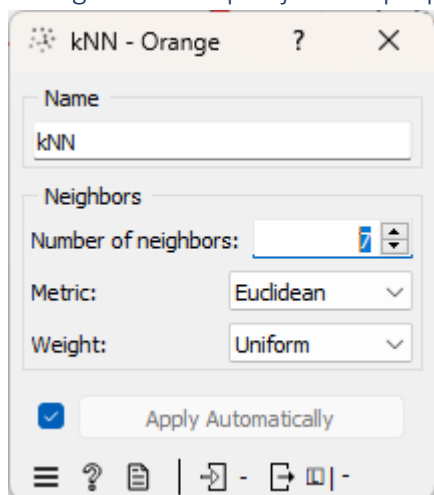 kNN - Orange ? ×
Name
kNN
Neighbors
Number of neighbors: 7
Metric: Euclidean
Weight: Uniform
Apply Automatically
? | - - | -